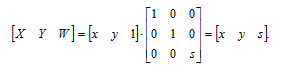 [X Y W] = [x y 1] · [1 0 0
0 1 0
0 0 s] = [x y s].